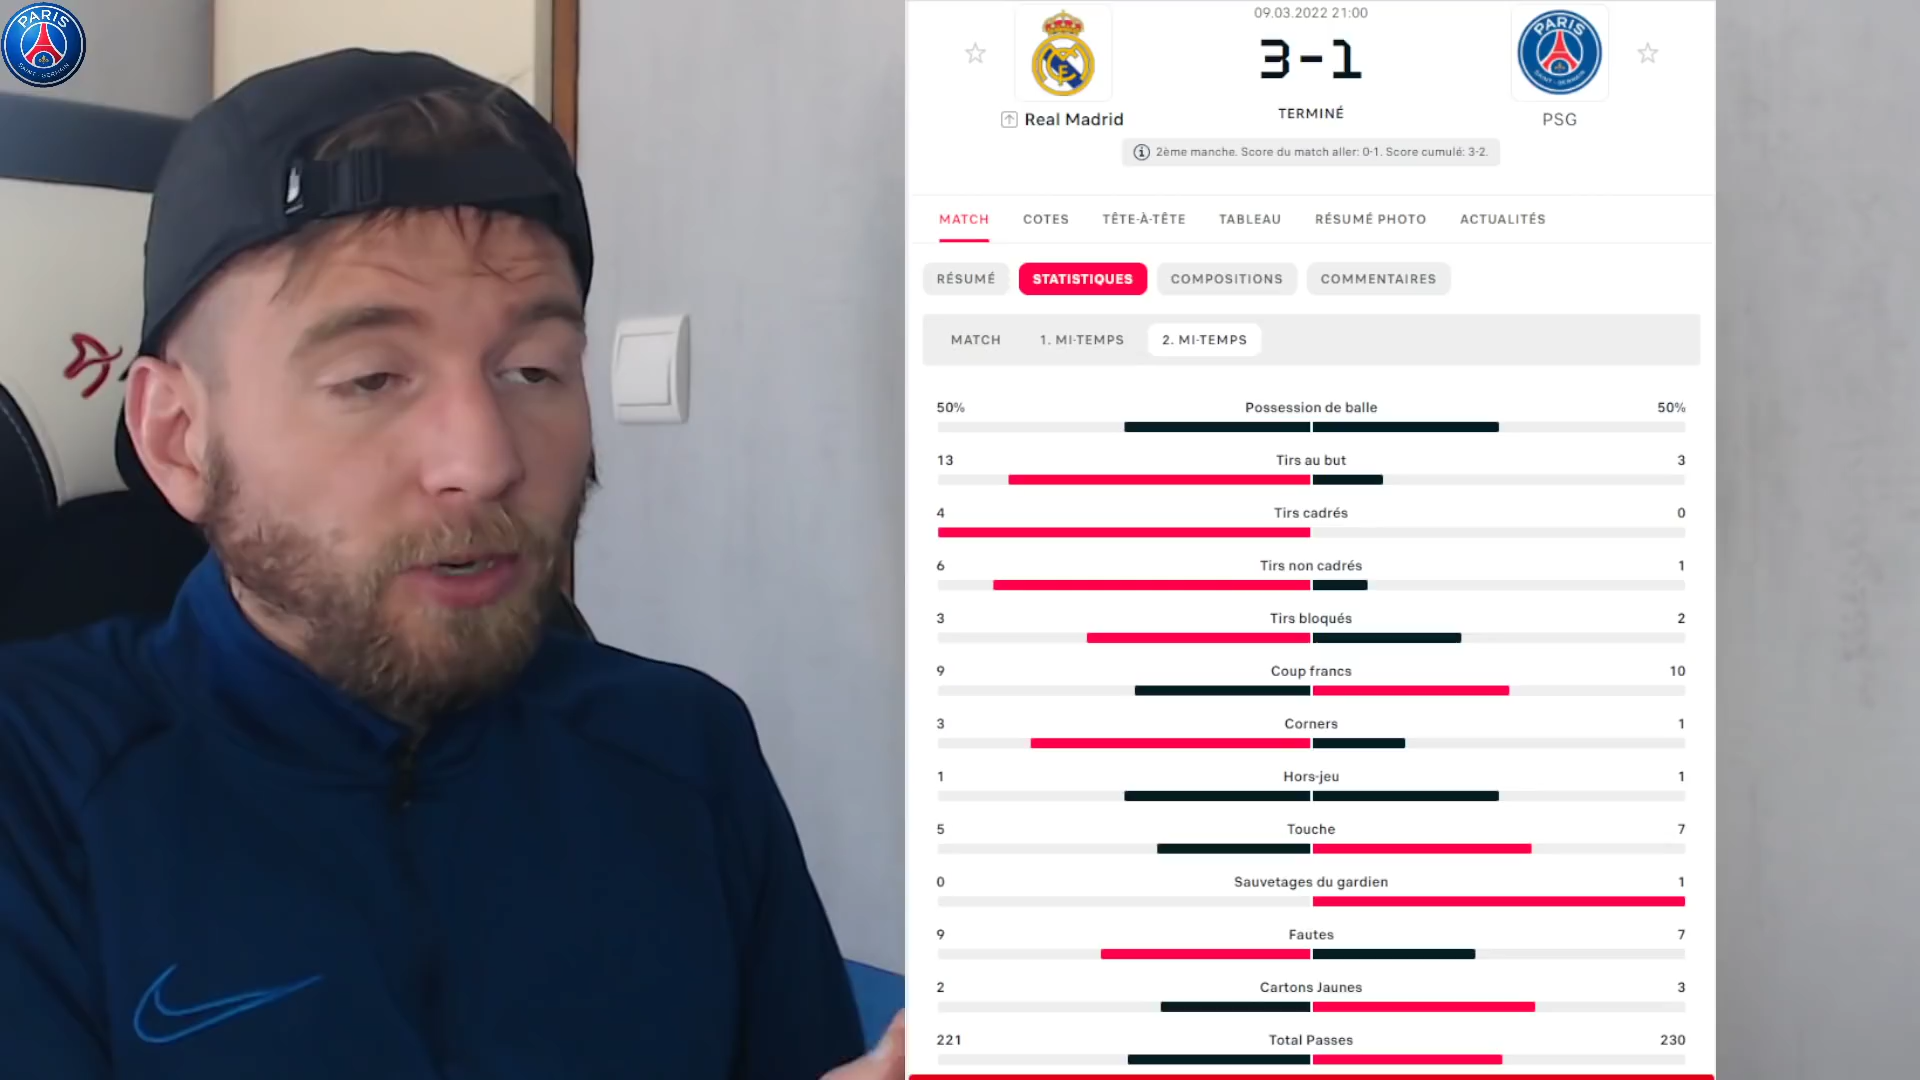 PARIS
SAINT-GERMAIN
09.03.2022 21:00
3-1
TERMINÉ
Real Madrid
PARIS
SAINT-GERMAIN
PSG
2ème manche. Score du match aller: 0-1. Score cumulé: 3-2.
MATCH COTES TÊTE-À-TÊTE TABLEAU RÉSUMÉ PHOTO ACTUALITÉS
RÉSUMÉ STATISTIQUES COMPOSITIONS COMMENTAIRES
MATCH 1. MI-TEMPS 2. MI-TEMPS
50% Possession de balle 50%
13 Tirs au but 3
4 Tirs cadrés 0
6 Tirs non cadrés 1
3 Tirs bloqués 2
9 Coup francs 10
3 Corners 1
1 Hors-jeu 1
5 Touche 7
0 Sauvetages du gardien 1
9 Fautes 7
2 Cartons Jaunes 3
221 Total Passes 230